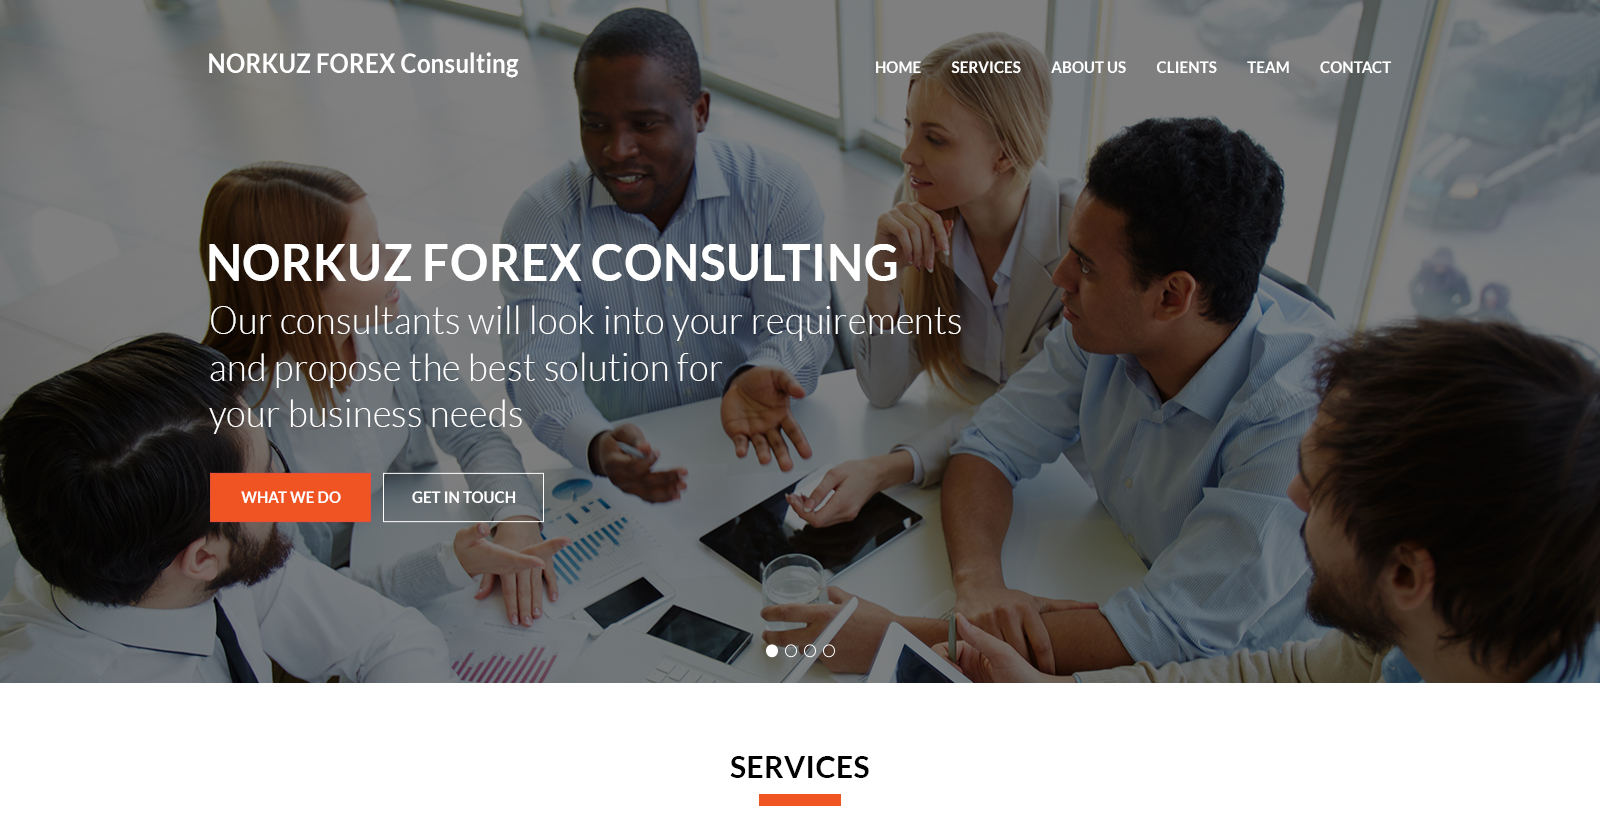 NORKUZ FOREX Consulting
HOME SERVICES ABOUT US CLIENTS TEAM CONTACT
NORKUZ FOREX CONSULTING
Our consultants will look into your requirements
and propose the best solution for
your business needs
WHAT WE DO GET IN TOUCH
SERVICES